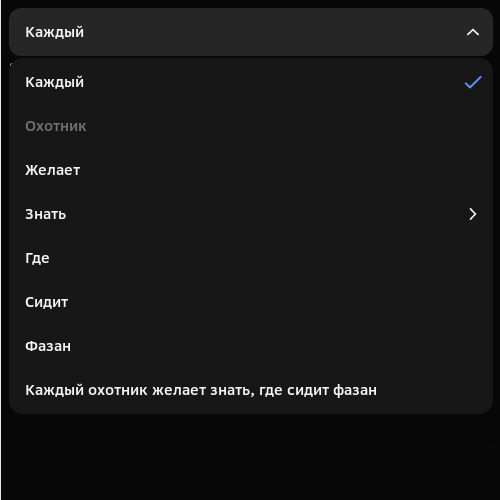 Каждый
Каждый
Охотник
Желает
Знать
Где
Сидит
Фазан
Каждый охотник желает знать, где сидит фазан